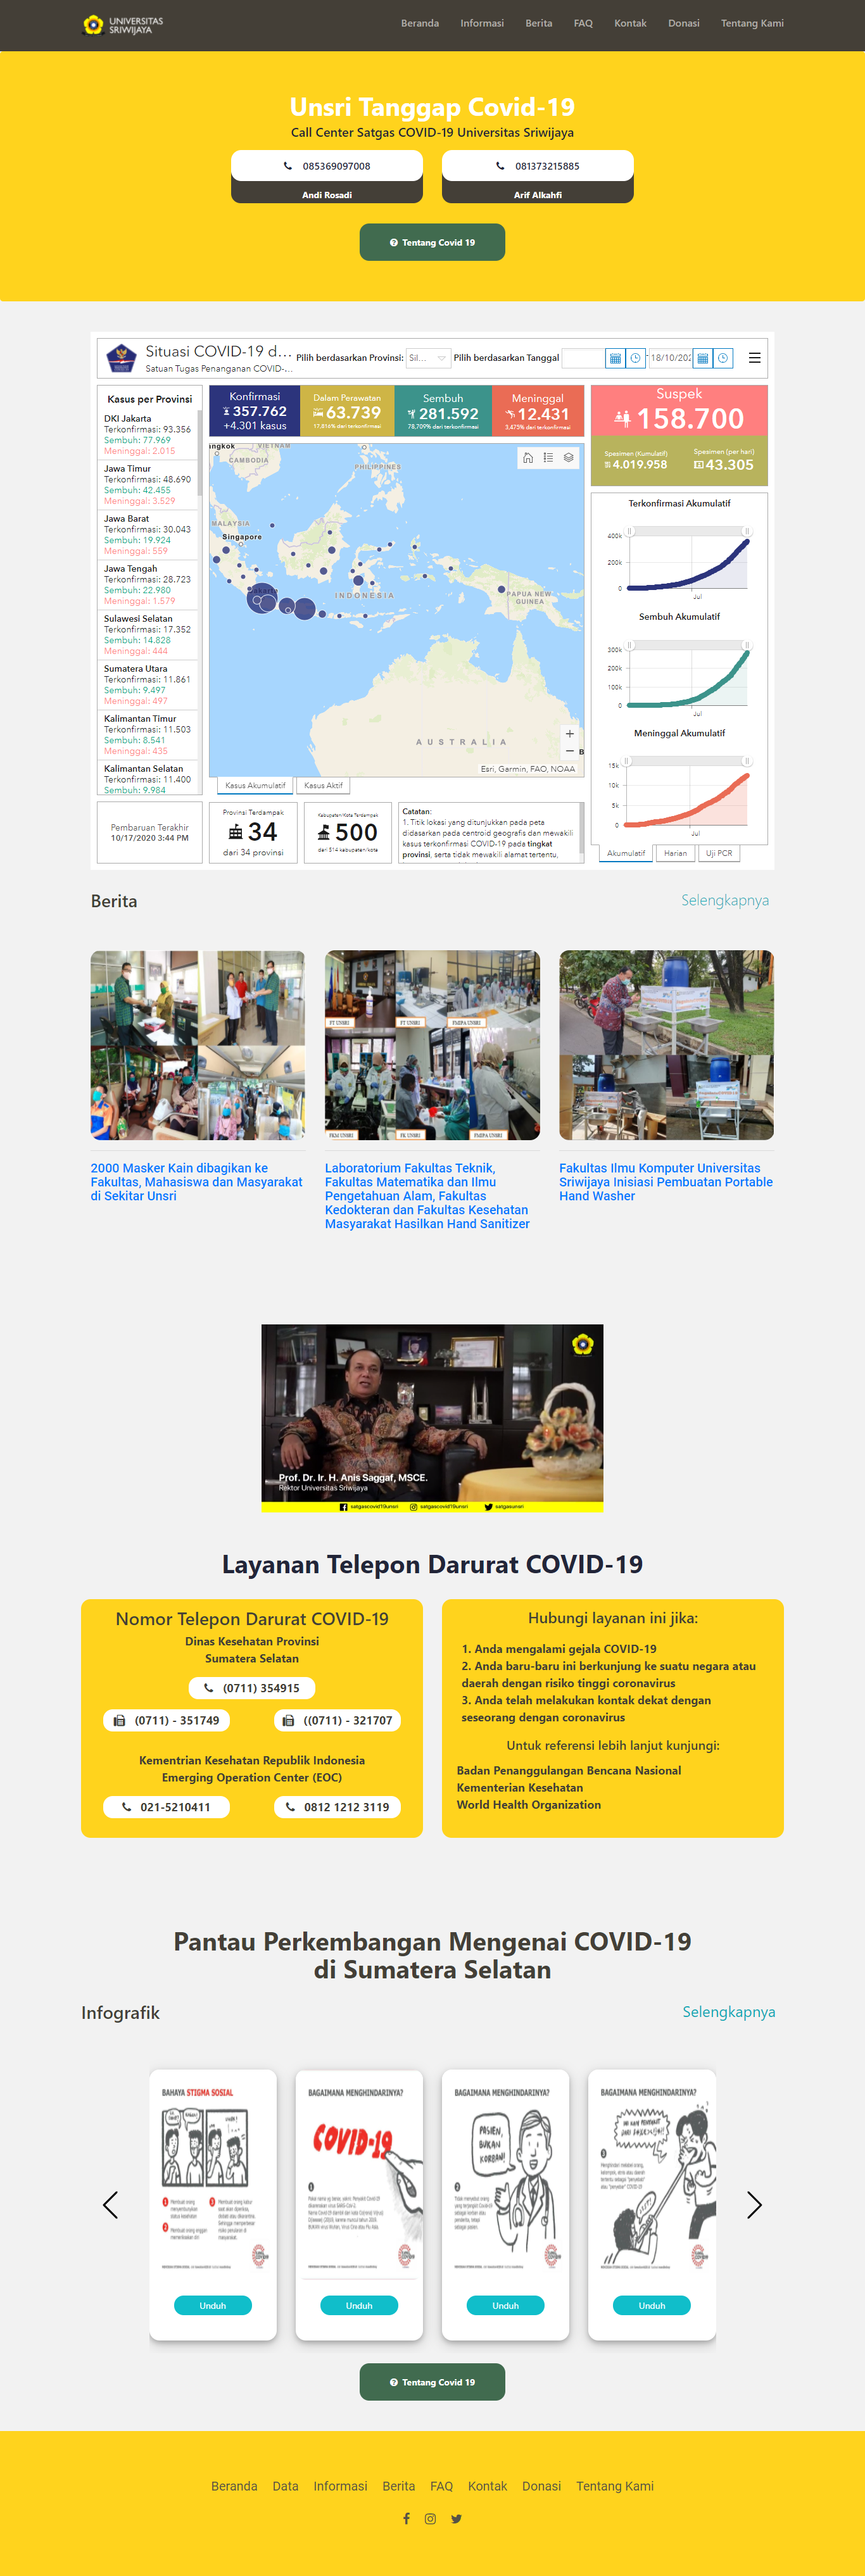 UNIVERSITAS
SRIWIJAYA
Beranda Informasi Berita FAQ Kontak Donasi Tentang Kami
Unsri Tanggap Covid-19
Call Center Satgas COVID-19 Universitas Sriwijaya
085369097008
Andi Rosadi
081373215885
Arif Alkahfi
Tentang Covid 19
Situasi COVID-19 d...
Satuan Tugas Penanganan COVID-...
Pilih berdasarkan Provinsi:
Sil...
Pilih berdasarkan Tanggal
18/10/202
Kasus per Provinsi
DKI Jakarta
Terkonfirmasi: 93.356
Sembuh: 77.969
Meninggal: 2.015
Jawa Timur
Terkonfirmasi: 48.690
Sembuh: 42.455
Meninggal: 3.529
Jawa Barat
Terkonfirmasi: 30.043
Sembuh: 19.924
Meninggal: 559
Jawa Tengah
Terkonfirmasi: 28.723
Sembuh: 22.980
Meninggal: 1.579
Sulawesi Selatan
Terkonfirmasi: 17.352
Sembuh: 14.828
Meninggal: 444
Sumatera Utara
Terkonfirmasi: 11.861
Sembuh: 9.497
Meninggal: 497
Kalimantan Timur
Terkonfirmasi: 11.503
Sembuh: 8.541
Meninggal: 435
Kalimantan Selatan
Terkonfirmasi: 11.400
Sembuh: 9.984
Pembaruan Terakhir
10/17/2020 3:44 PM
Konfirmasi
357.762
+4.301 kasus
Dalam Perawatan
63.739
17,816% dari terkonfirmasi
Sembuh
281.592
78,709% dari terkonfirmasi
Meninggal
12.431
3,475% dari terkonfirmasi
ngkok
VIETNAM
CAMBODIA
PHILIPPINES
MALAYSIA
Singapore
INDONESIA
PAPUA NEW
GUINEA
AUSTRALIA
B
Esri, Garmin, FAO, NOAA
Kasus Akumulatif
Kasus Aktif
Provinsi Terdampak
34
dari 34 provinsi
Kabupaten/Kota Terdampak
500
dari 514 kabupaten/kota
Catatan:
1. Titik lokasi yang ditunjukkan pada peta
didasarkan pada centroid geografis dan mewakili
kasus terkonfirmasi COVID-19 pada tingkat
provinsi, serta tidak mewakili alamat tertentu,
Suspek
158.700
Spesimen (Kumulatif)
4.019.958
Spesimen (per hari)
43.305
Terkonfirmasi Akumulatif
400k
200k
0
Jul
Sembuh Akumulatif
300k
200k
100k
0
Jul
Meninggal Akumulatif
15k
10k
5k
0
Jul
Akumulatif
Harian
Uji PCR
Berita
Selengkapnya
FT UNSRI
FT UNSRI
FMIPA UNSRI
FKM UNSRI
FK UNSRI
FMIPA UNSRI
2000 Masker Kain dibagikan ke
Fakultas, Mahasiswa dan Masyarakat
di Sekitar Unsri
Laboratorium Fakultas Teknik,
Fakultas Matematika dan Ilmu
Pengetahuan Alam, Fakultas
Kedokteran dan Fakultas Kesehatan
Masyarakat Hasilkan Hand Sanitizer
Fakultas Ilmu Komputer Universitas
Sriwijaya Inisiasi Pembuatan Portable
Hand Washer
Prof. Dr. Ir. H. Anis Saggaf, MSCE.
Rektor Universitas Sriwijaya
satgascovid19unsri
satgascovid19unsri
satgasunsri
Layanan Telepon Darurat COVID-19
Nomor Telepon Darurat COVID-19
Dinas Kesehatan Provinsi
Sumatera Selatan
(0711) 354915
(0711) - 351749
((0711) - 321707
Kementrian Kesehatan Republik Indonesia
Emerging Operation Center (EOC)
021-5210411
0812 1212 3119
Hubungi layanan ini jika:
1. Anda mengalami gejala COVID-19
2. Anda baru-baru ini berkunjung ke suatu negara atau
daerah dengan risiko tinggi coronavirus
3. Anda telah melakukan kontak dekat dengan
seseorang dengan coronavirus
Untuk referensi lebih lanjut kunjungi:
Badan Penanggulangan Bencana Nasional
Kementerian Kesehatan
World Health Organization
Pantau Perkembangan Mengenai COVID-19
di Sumatera Selatan
Infografik
Selengkapnya
BAHAYA STIGMA SOSIAL
Unduh
BAGAIMANA MENGHINDARINYA?
COVID-19
Unduh
BAGAIMANA MENGHINDARINYA?
PASIEN,
BUKAN
KORBAN!
Unduh
BAGAIMANA MENGHINDARINYA?
Unduh
Tentang Covid 19
Beranda Data Informasi Berita FAQ Kontak Donasi Tentang Kami